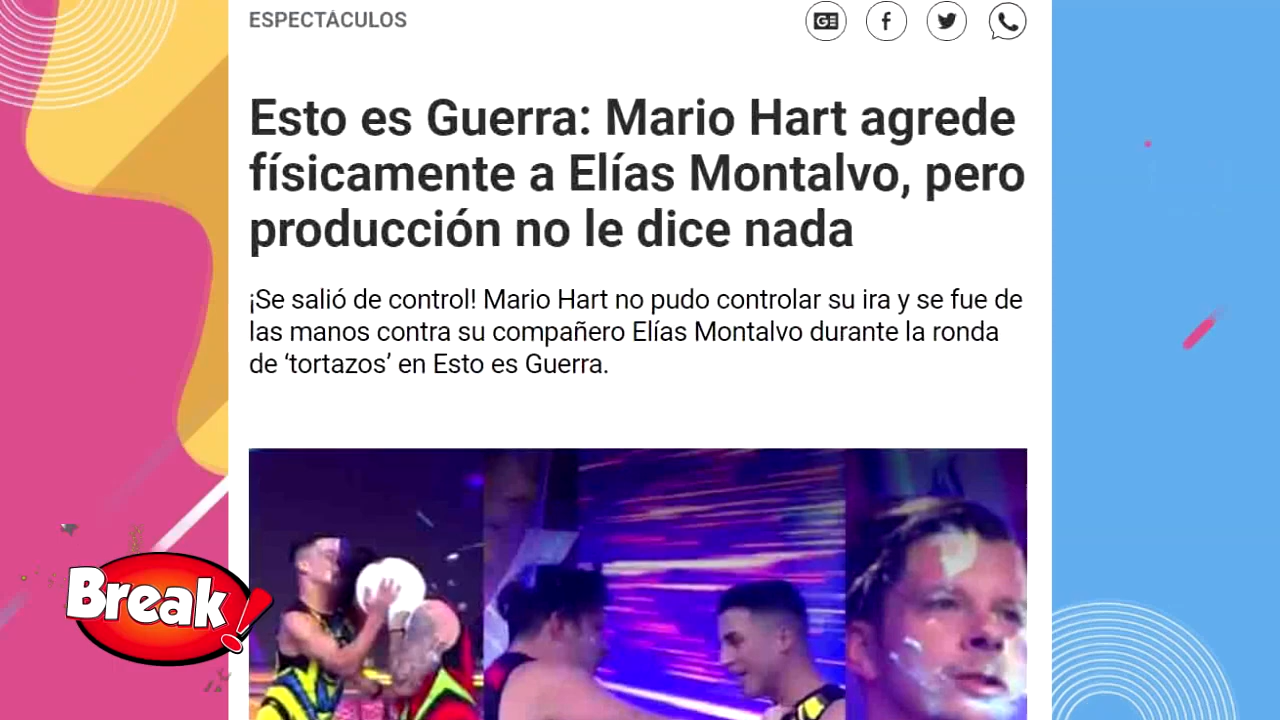 ESPECTÁCULOS
Esto es Guerra: Mario Hart agrede
físicamente a Elías Montalvo, pero
producción no le dice nada
¡Se salió de control! Mario Hart no pudo controlar su ira y se fue de
las manos contra su compañero Elías Montalvo durante la ronda
de ‘tortazos’ en Esto es Guerra.
Break!